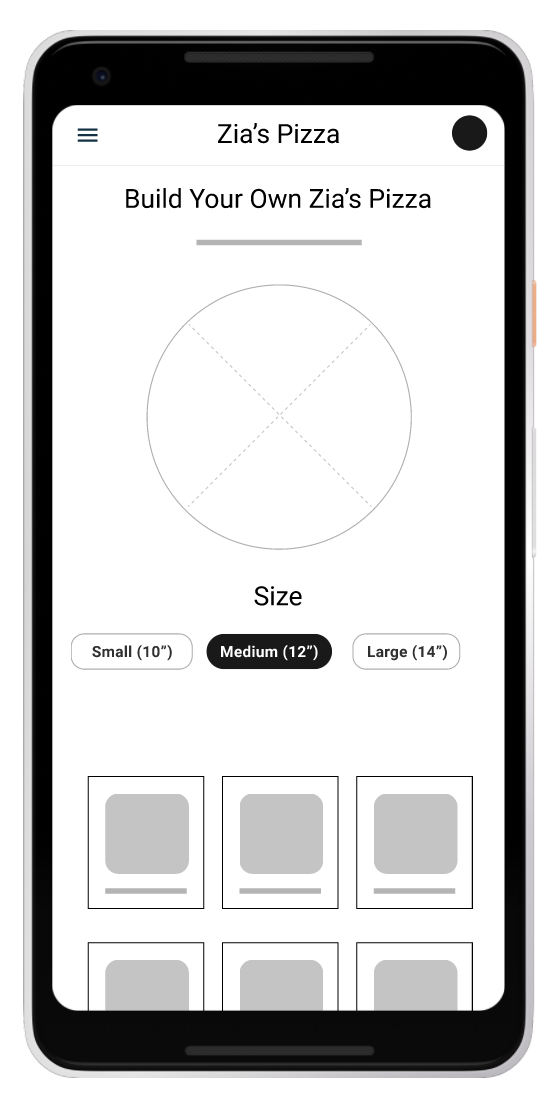 Zia’s Pizza
Build Your Own Zia’s Pizza
Size
Small (10”) Medium (12”) Large (14”)